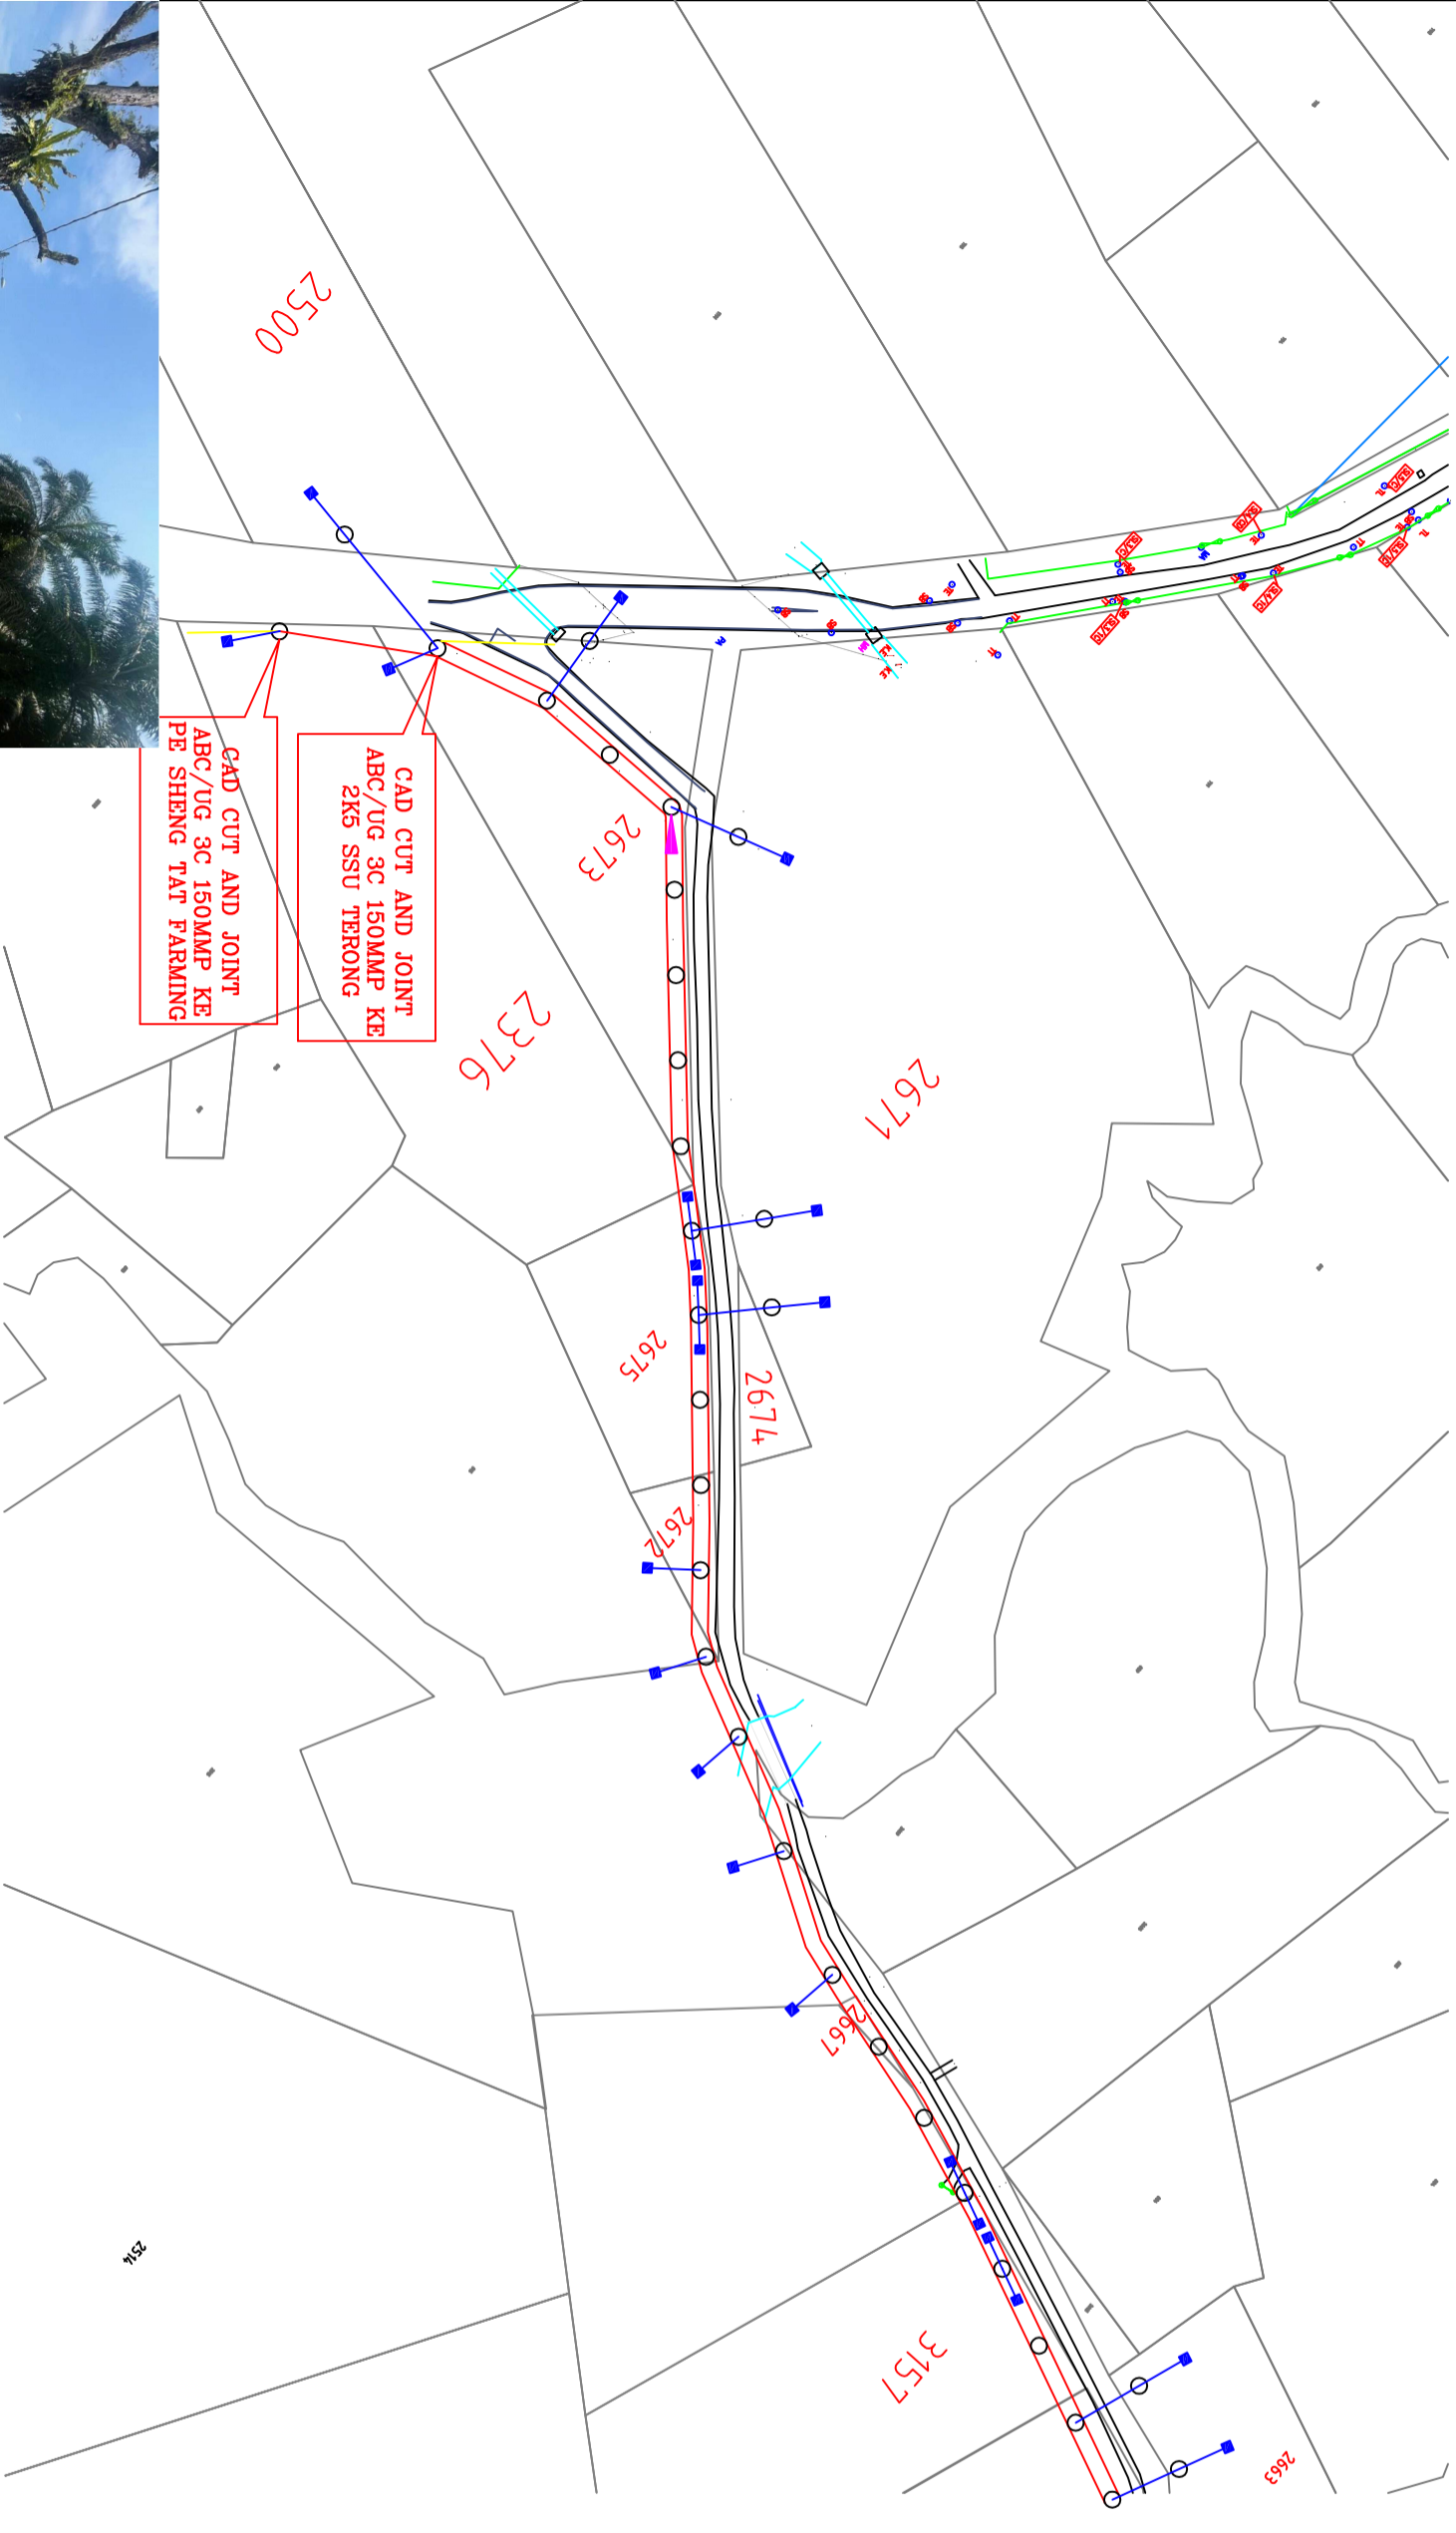 2500
CAD CUT AND JOINT
ABC/UG 3C 150MMP KE
PE SHENG TAT FARMING
CAD CUT AND JOINT
ABC/UG 3C 150MMP KE
2K5 SSU TERONG
2673
2376
2671
2675
2674
2672
2667
3157
2663
2514